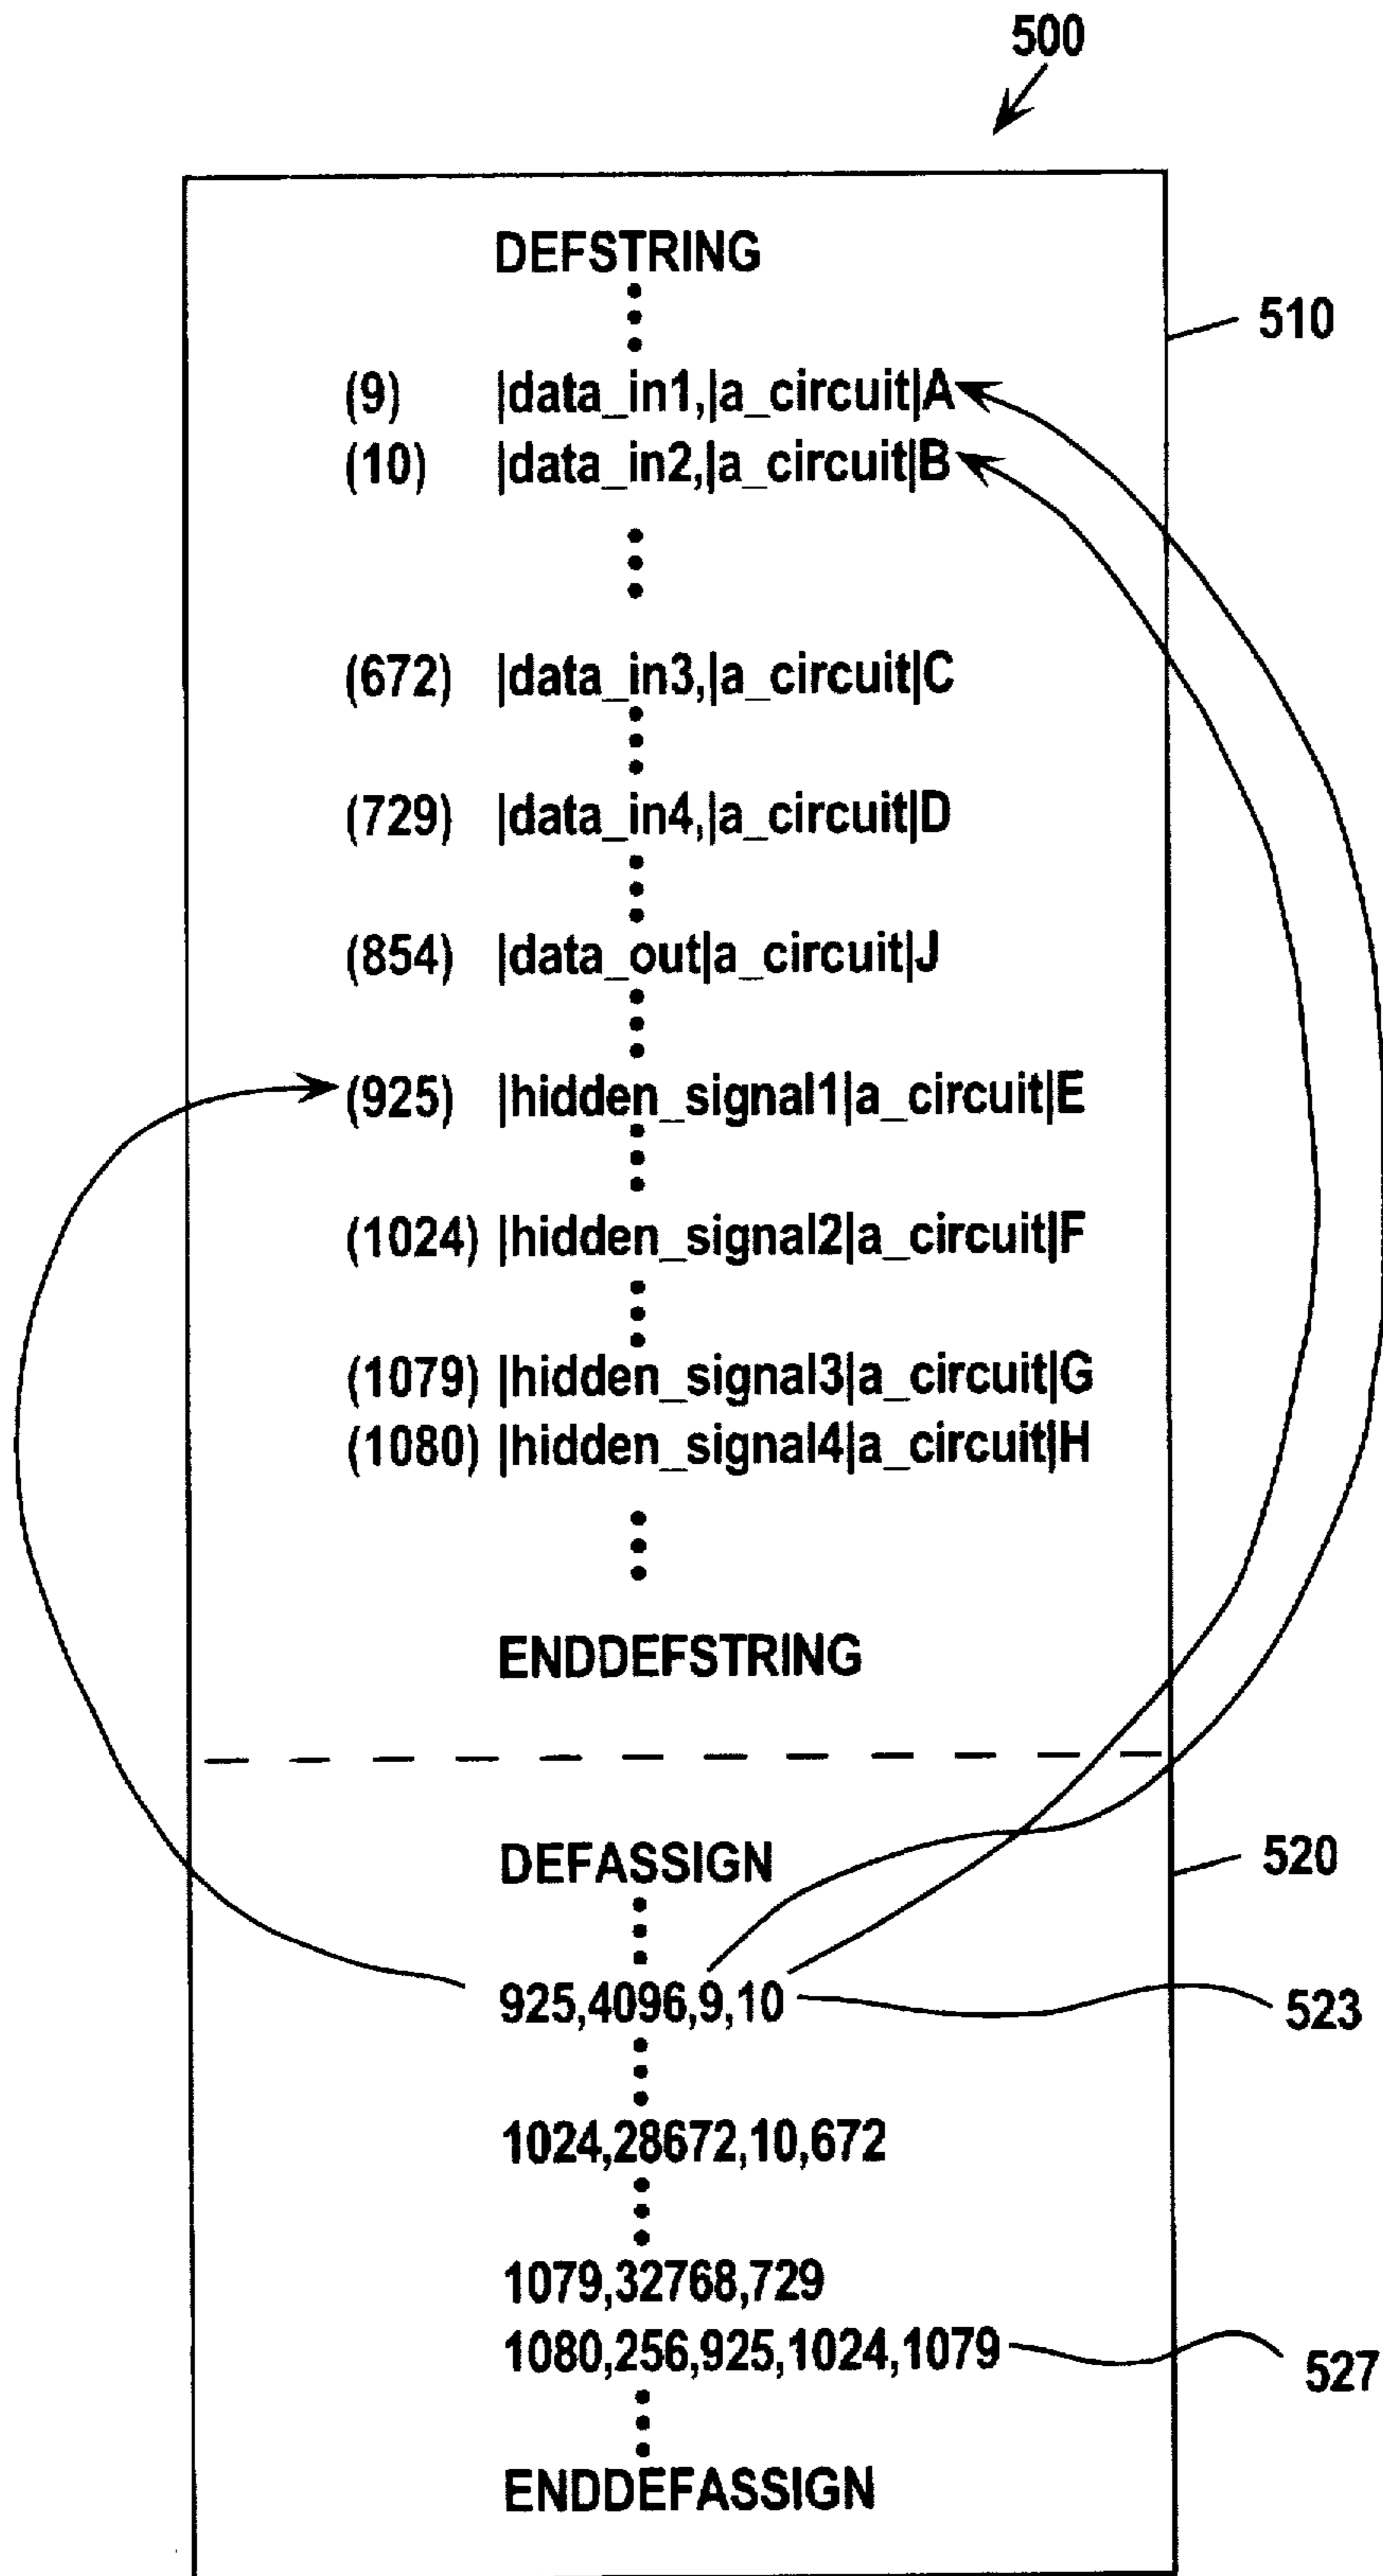 500
DEFSTRING
510
(9) |data_in1,|a_circuit|A
(10) |data_in2,|a_circuit|B
(672) |data_in3,|a_circuit|C
(729) |data_in4,|a_circuit|D
(854) |data_out|a_circuit|J
(925) |hidden_signal1|a_circuit|E
(1024) |hidden_signal2|a_circuit|F
(1079) |hidden_signal3|a_circuit|G
(1080) |hidden_signal4|a_circuit|H
ENDDEFSTRING
DEFASSIGN
520
925,4096,9,10
523
1024,28672,10,672
1079,32768,729
1080,256,925,1024,1079
527
ENDDEFASSIGN